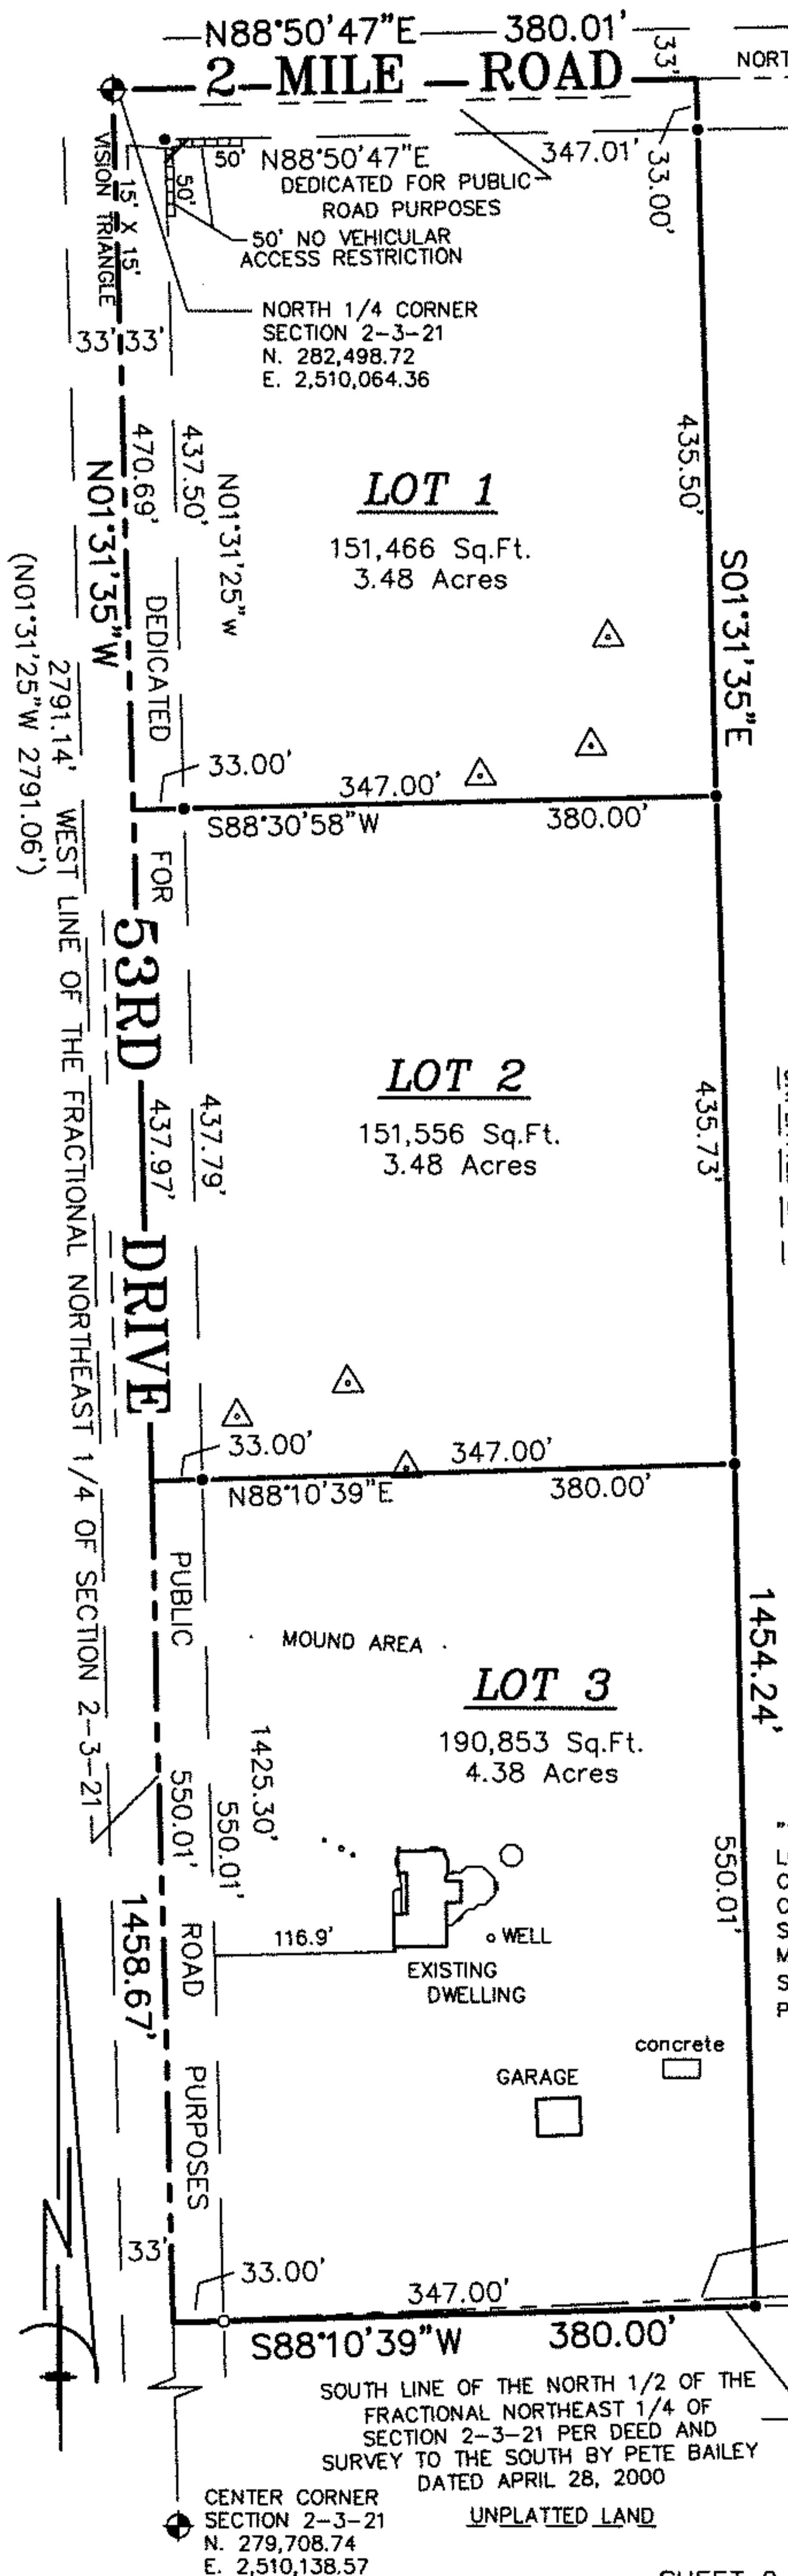 N88°50'47"E 380.01'
2-MILE ROAD
33'
NORT
VISION TRIANGLE
15' X 15'
50'
50'
N88°50'47"E
347.01'
33.00'
DEDICATED FOR PUBLIC
ROAD PURPOSES
50' NO VEHICULAR
ACCESS RESTRICTION
NORTH 1/4 CORNER
SECTION 2-3-21
N. 282,498.72
E. 2,510,064.36
33' 33'
N01°31'35"W
470.69'
437.50'
N01°31'25"w
LOT 1
151,466 Sq.Ft.
3.48 Acres
435.50'
S01°31'35"E
(N01°31'25"W 2791.06')
2791.14' WEST LINE OF THE FRACTIONAL NORTHEAST 1/4 OF SECTION 2-3-21
DEDICATED FOR PUBLIC ROAD PURPOSES
33.00'
347.00'
S88°30'58"W
380.00'
53RD DRIVE
437.97'
437.79'
LOT 2
151,556 Sq.Ft.
3.48 Acres
435.73'
33.00'
347.00'
N88°10'39"E
380.00'
MOUND AREA
LOT 3
190,853 Sq.Ft.
4.38 Acres
1454.24'
1425.30'
550.01'
550.01'
550.01'
1458.67'
116.9'
WELL
EXISTING
DWELLING
concrete
GARAGE
33'
33.00'
347.00'
S88°10'39"W
380.00'
N
SOUTH LINE OF THE NORTH 1/2 OF THE
FRACTIONAL NORTHEAST 1/4 OF
SECTION 2-3-21 PER DEED AND
SURVEY TO THE SOUTH BY PETE BAILEY
DATED APRIL 28, 2000
CENTER CORNER
SECTION 2-3-21
N. 279,708.74
E. 2,510,138.57
UNPLATTED LAND